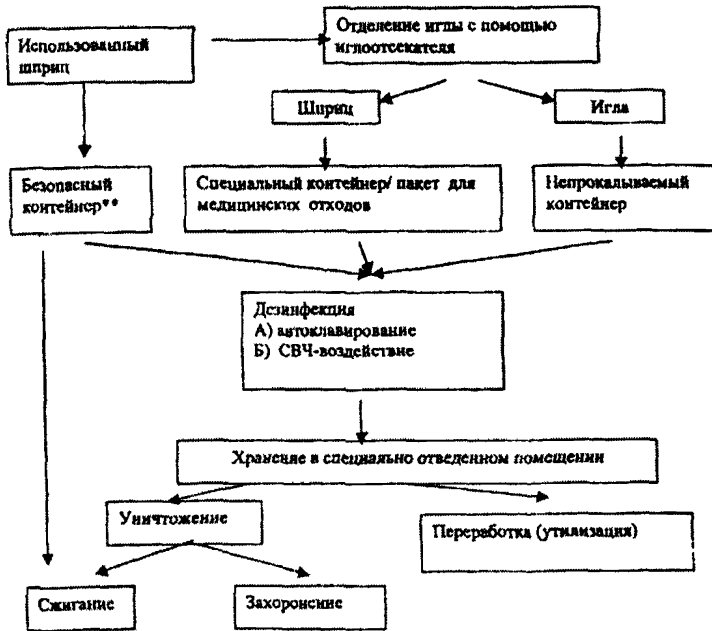 Использованный
шприц
Отделение иглы с помощью
иглоотсекателя
Шприц
Игла
Безопасный
контейнер**
Специальный контейнер/ пакет для
медицинских отходов
Непрокалываемый
контейнер
Дезинфекция
А) автоклавирование
Б) СВЧ-воздействие
Хранение в специально отведенном помещении
Уничтожение
Переработка (утилизация)
Сжигание
Захоронение